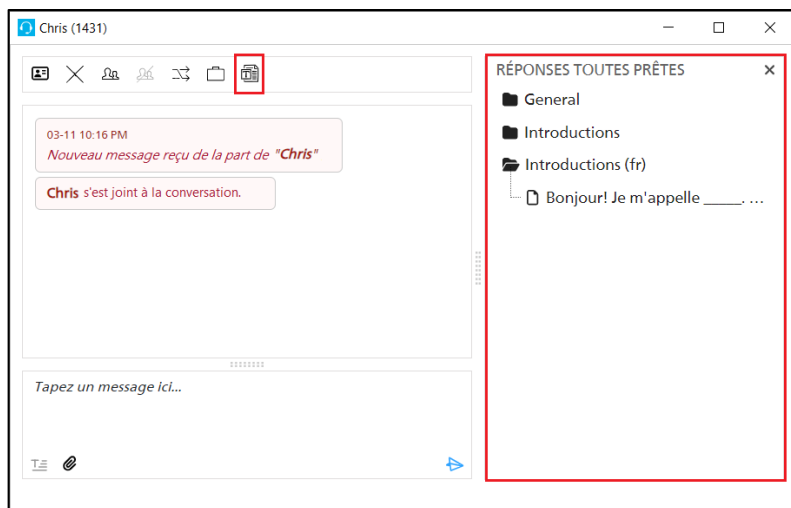 Chris (1431)
RÉPONSES TOUTES PRÊTES
General
Introductions
Introductions (fr)
Bonjour! Je m'appelle _____. ...
03-11 10:16 PM
Nouveau message reçu de la part de "Chris"
Chris s'est joint à la conversation.
Tapez un message ici...